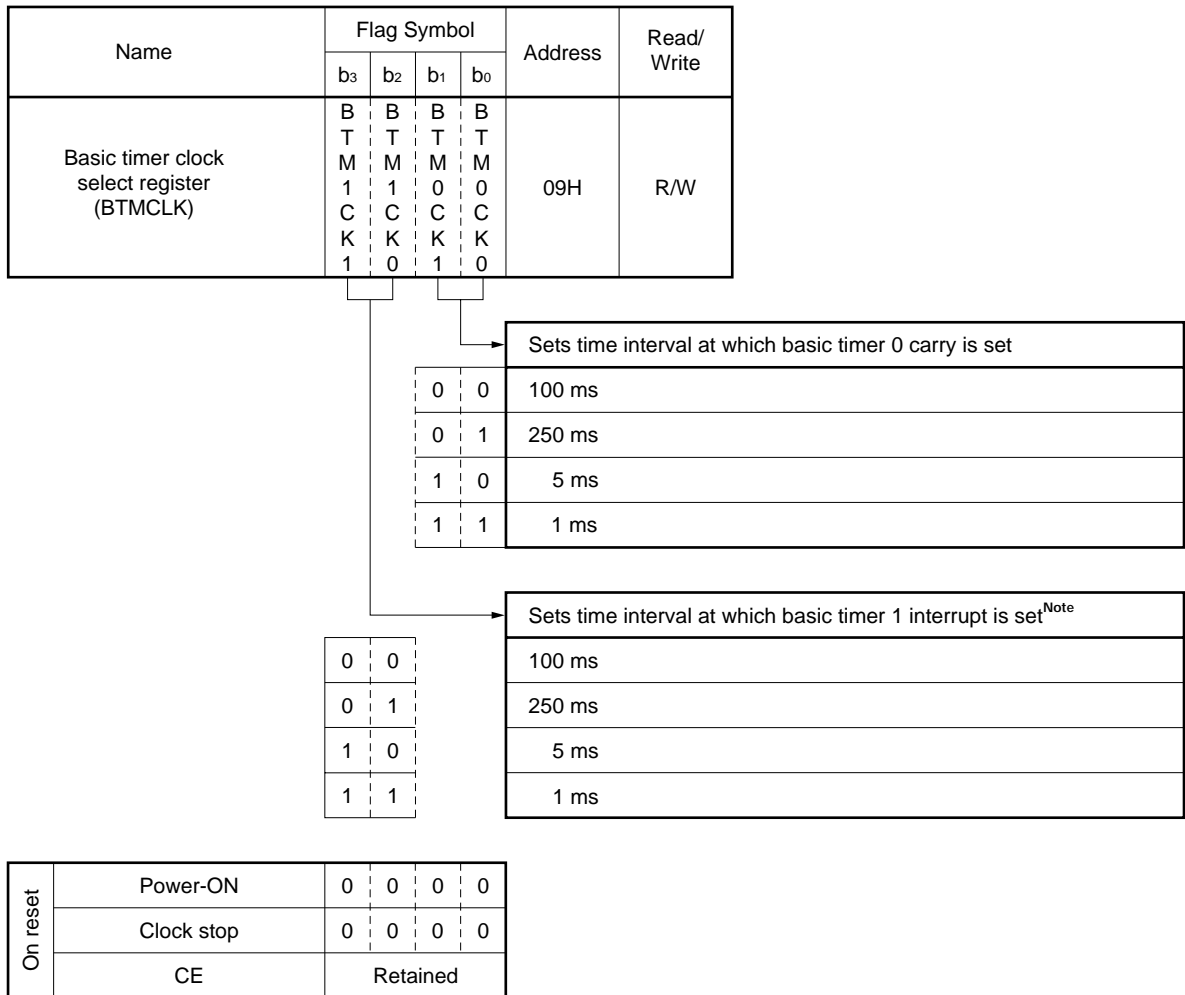 Name Flag Symbol Address Read/
Write
b3 b2 b1 b0
Basic timer clock
select register
(BTMCLK)
BTM1CK1 BTM1CK0 BTM0CK1 BTM0CK0 09H R/W
Sets time interval at which basic timer 0 carry is set
0 0 100 ms
0 1 250 ms
1 0 5 ms
1 1 1 ms
Sets time interval at which basic timer 1 interrupt is setNote
0 0 100 ms
0 1 250 ms
1 0 5 ms
1 1 1 ms
On reset
Power-ON 0 0 0 0
Clock stop 0 0 0 0
CE Retained